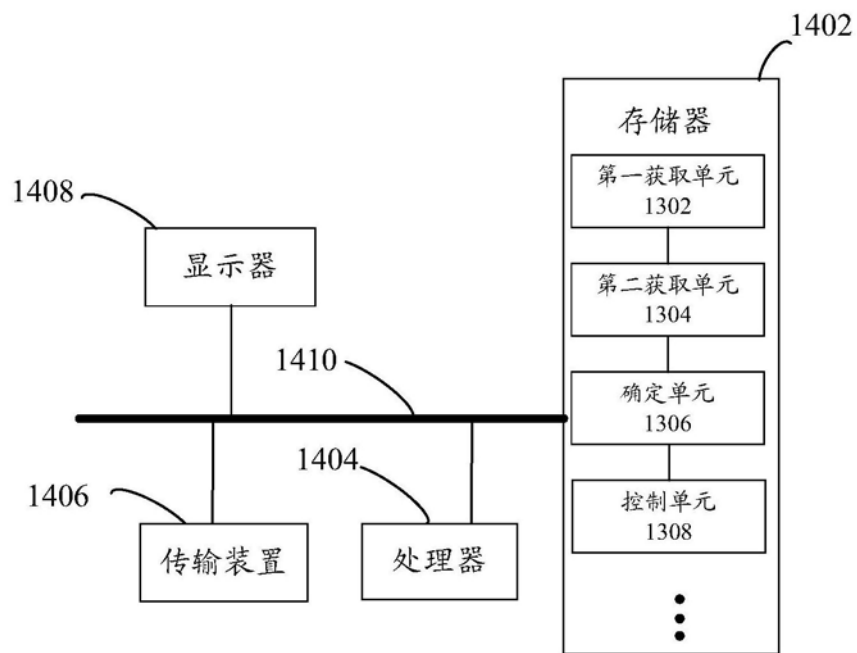 1402
存储器
第一获取单元
1302
1408
显示器
第二获取单元
1304
1410
确定单元
1306
1404
1406
控制单元
1308
传输装置
处理器